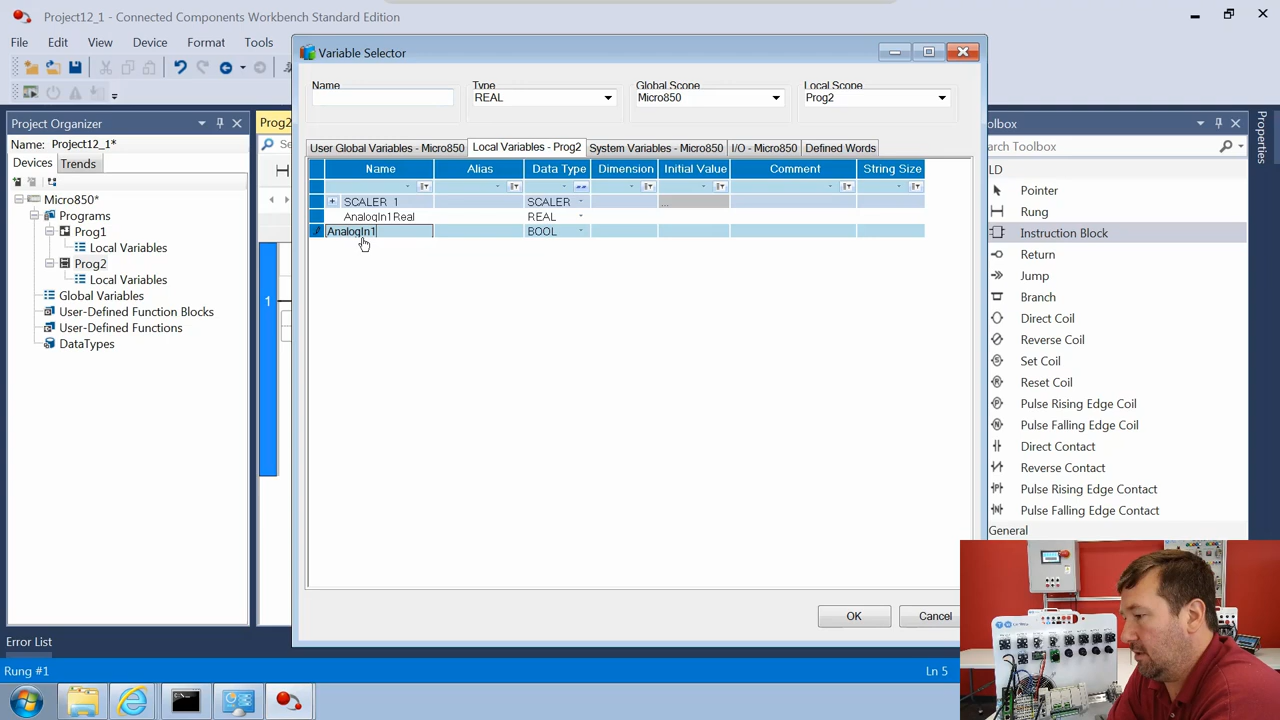 Project12_1 - Connected Components Workbench Standard Edition
File Edit View Device Format Tools
Project Organizer
Name: Project12_1*
Devices Trends
Micro850*
Programs
Prog1
Local Variables
Prog2
Local Variables
Global Variables
User-Defined Function Blocks
User-Defined Functions
DataTypes
Prog2
1
Variable Selector
Name Type Global Scope Local Scope
REAL Micro850 Prog2
User Global Variables - Micro850 Local Variables - Prog2 System Variables - Micro850 I/O - Micro850 Defined Words
Name Alias Data Type Dimension Initial Value Comment String Size
SCALER_1 SCALER ...
AnalogIn1Real REAL
AnalogIn1 BOOL
OK Cancel
oolbox
earch Toolbox
LD
Pointer
Rung
Instruction Block
Return
Jump
Branch
Direct Coil
Reverse Coil
Set Coil
Reset Coil
Pulse Rising Edge Coil
Pulse Falling Edge Coil
Direct Contact
Reverse Contact
Pulse Rising Edge Contact
Pulse Falling Edge Contact
General
Properties
Error List
Rung #1 Ln 5